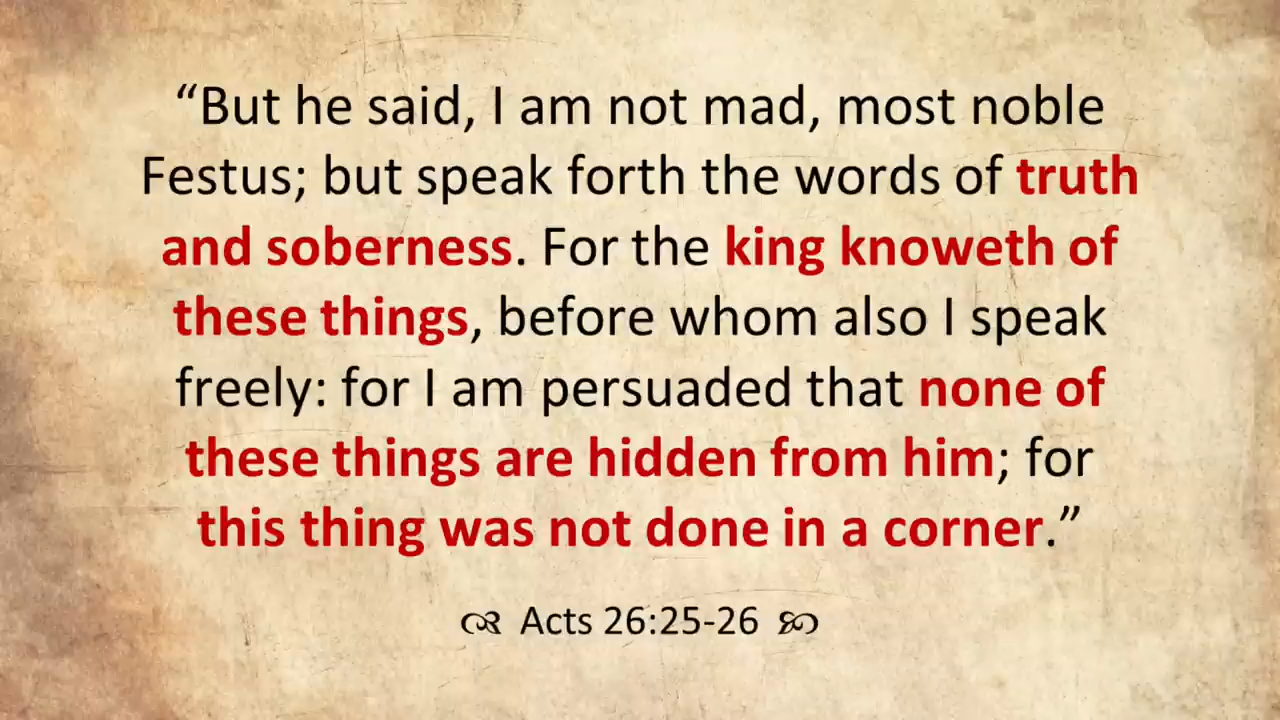 “But he said, I am not mad, most noble
Festus; but speak forth the words of truth
and soberness. For the king knoweth of
these things, before whom also I speak
freely: for I am persuaded that none of
these things are hidden from him; for
this thing was not done in a corner.”
Acts 26:25-26